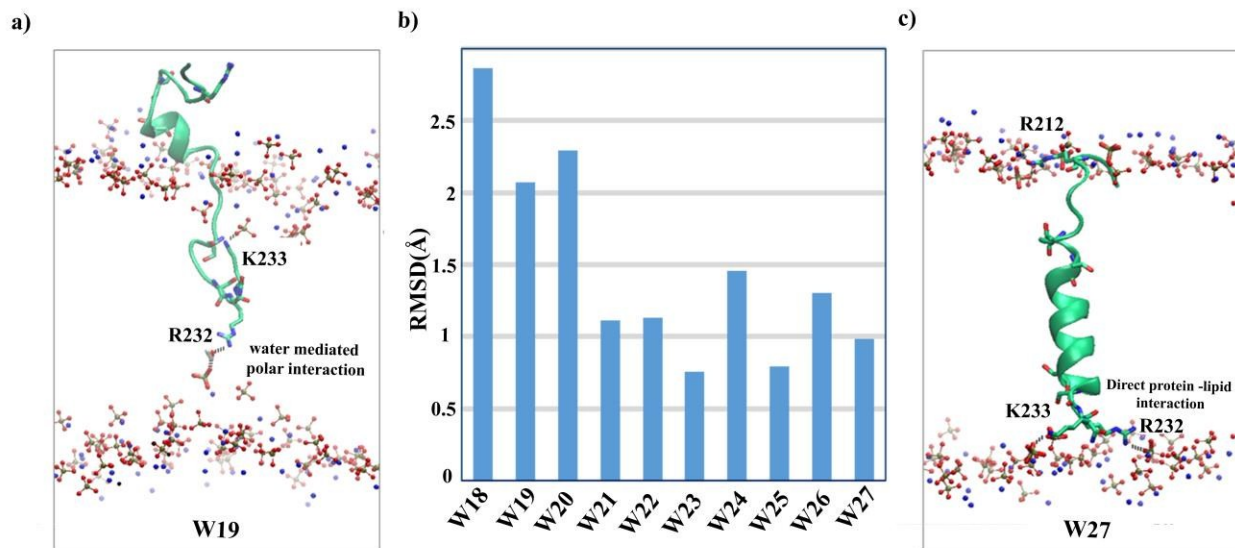 a)
K233
R232
water mediated
polar interaction
W19
b)
RMSD(Å)
2.5
2
1.5
1
0.5
0
W18
W19
W20
W21
W22
W23
W24
W25
W26
W27
c)
R212
Direct protein -lipid
interaction
K233
R232
W27